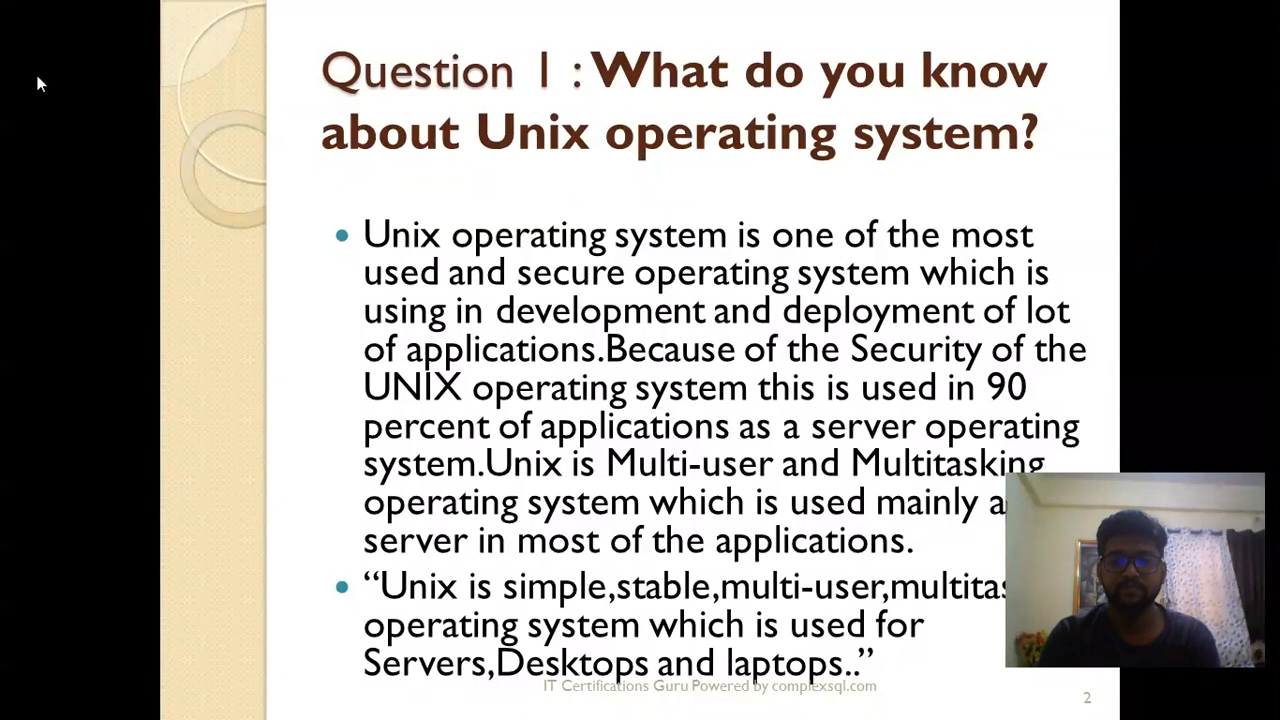 Question 1 : What do you know
about Unix operating system?
• Unix operating system is one of the most
used and secure operating system which is
using in development and deployment of lot
of applications.Because of the Security of the
UNIX operating system this is used in 90
percent of applications as a server operating
system.Unix is Multi-user and Multitasking
operating system which is used mainly a
server in most of the applications.
• “Unix is simple,stable,multi-user,multitas
operating system which is used for
Servers,Desktops and laptops..”
IT Certifications Guru Powered by complexsql.com
2